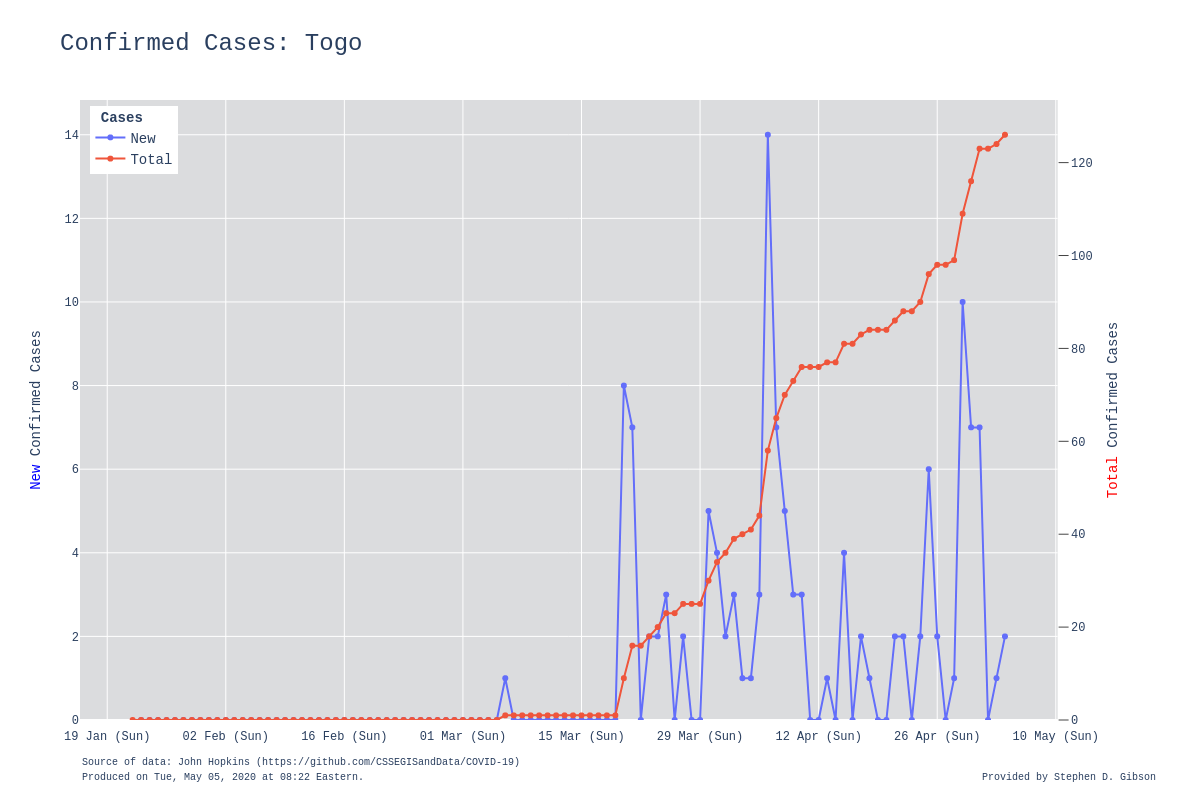 Confirmed Cases: Togo
Cases
New
Total
14
12
10
8
6
4
2
0
120
100
80
60
40
20
0
New Confirmed Cases
Total Confirmed Cases
19 Jan (Sun)
02 Feb (Sun)
16 Feb (Sun)
01 Mar (Sun)
15 Mar (Sun)
29 Mar (Sun)
12 Apr (Sun)
26 Apr (Sun)
10 May (Sun)
Source of data: John Hopkins (https://github.com/CSSEGISandData/COVID-19)
Produced on Tue, May 05, 2020 at 08:22 Eastern.
Provided by Stephen D. Gibson